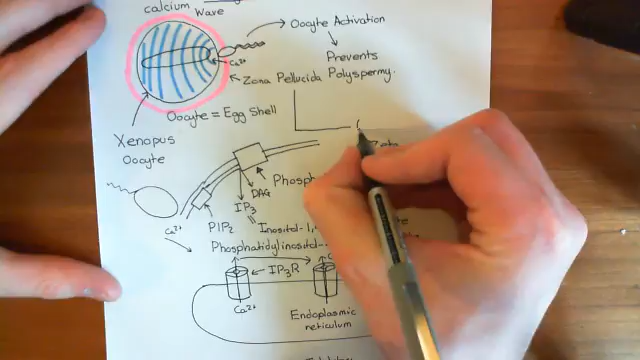 calcium
Wave
Oocyte Activation
Prevents
Polyspermy.
Ca²⁺
Zona Pellucida
Oocyte = Egg Shell
Xenopus
Oocyte
Phosph
DAG
IP₃
PIP₂
Inositol-1,
Ca²⁺
Phosphatidylinositol-
IP₃R
Ca²⁺
Endoplasmic
reticulum